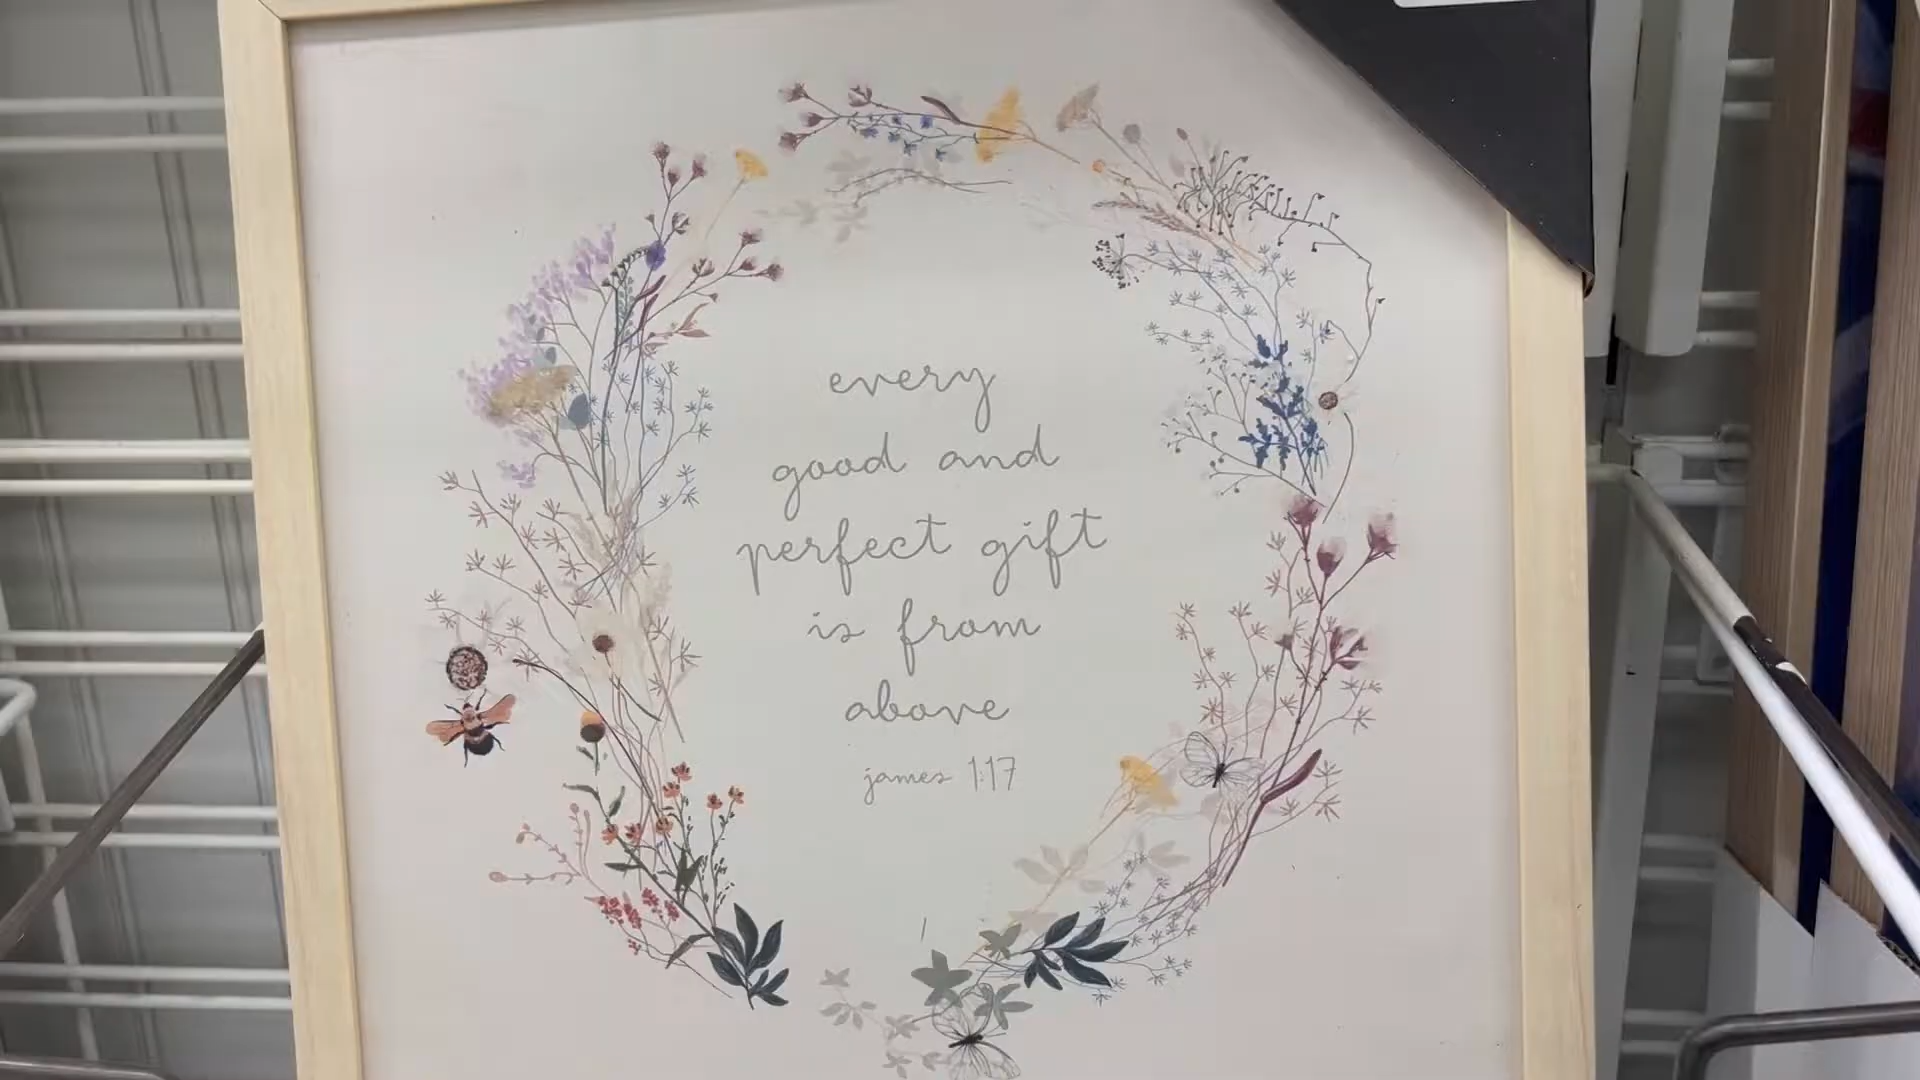 every
good and
perfect gift
is from
above
james 1:17